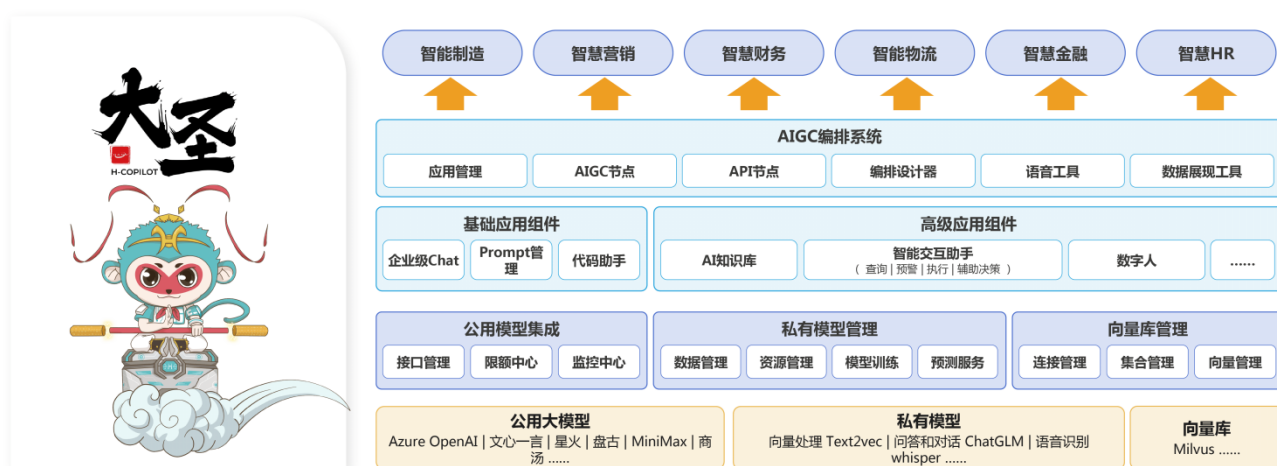 大圣
H-COPILOT
智能制造
智慧营销
智慧财务
智能物流
智慧金融
智慧HR
AIGC编排系统
应用管理
AIGC节点
API节点
编排设计器
语音工具
数据展现工具
基础应用组件
企业级Chat
Prompt管
理
代码助手
高级应用组件
AI知识库
智能交互助手
( 查询 | 预警 | 执行 | 辅助决策 )
数字人
......
公用模型集成
接口管理
限额中心
监控中心
私有模型管理
数据管理
资源管理
模型训练
预测服务
向量库管理
连接管理
集合管理
向量管理
公用大模型
Azure OpenAI | 文心一言 | 星火 | 盘古 | MiniMax | 商
汤 ......
私有模型
向量处理 Text2vec | 问答和对话 ChatGLM | 语音识别
whisper ......
向量库
Milvus ......